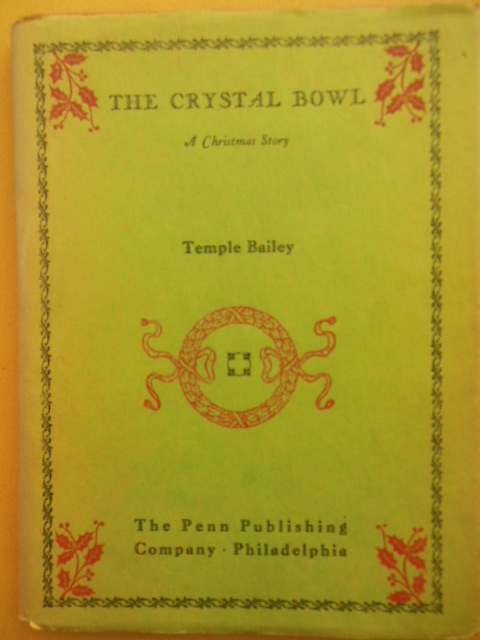 THE CRYSTAL BOWL
A Christmas Story
Temple Bailey
The Penn Publishing
Company · Philadelphia